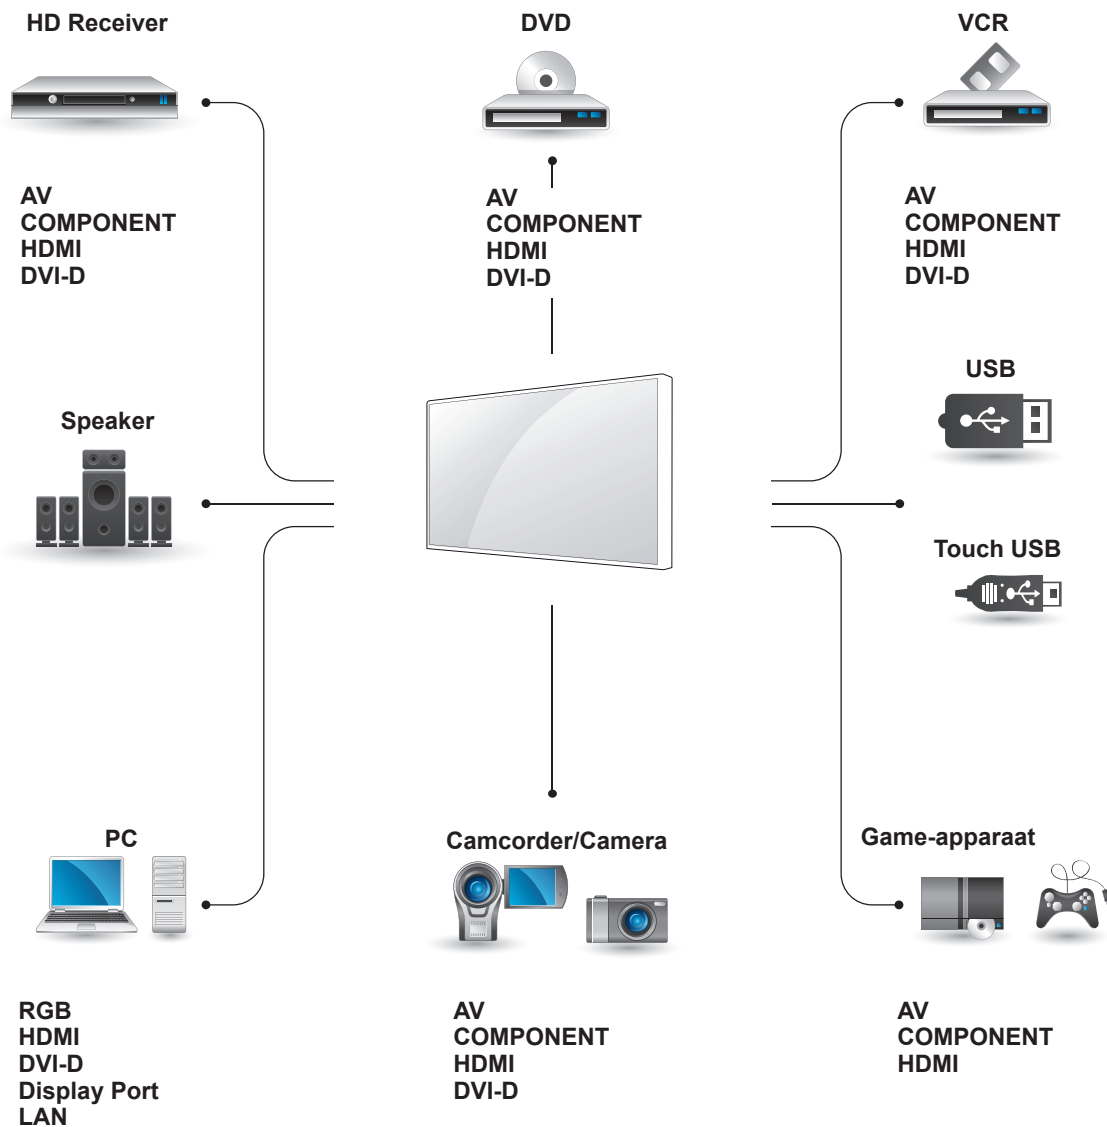 HD Receiver
AV
COMPONENT
HDMI
DVI-D
DVD
AV
COMPONENT
HDMI
DVI-D
VCR
AV
COMPONENT
HDMI
DVI-D
Speaker
USB
Touch USB
PC
RGB
HDMI
DVI-D
Display Port
LAN
Camcorder/Camera
AV
COMPONENT
HDMI
DVI-D
Game-apparaat
AV
COMPONENT
HDMI